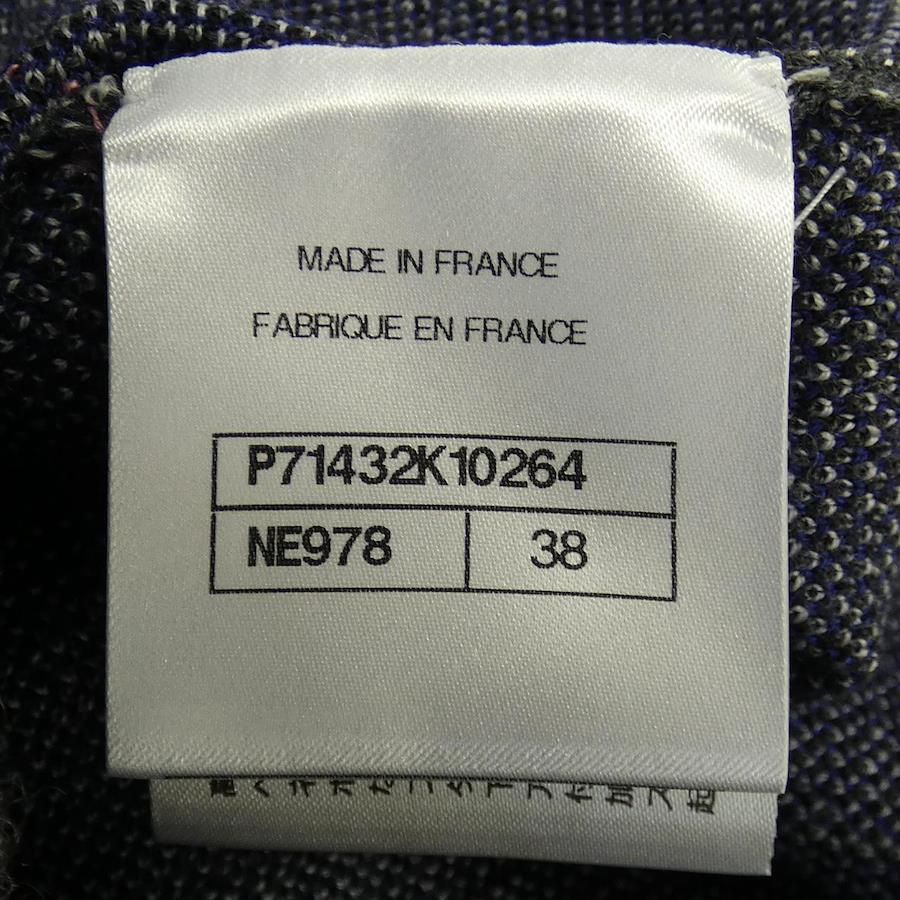 MADE IN FRANCE
FABRIQUE EN FRANCE
P71432K10264
NE978 38